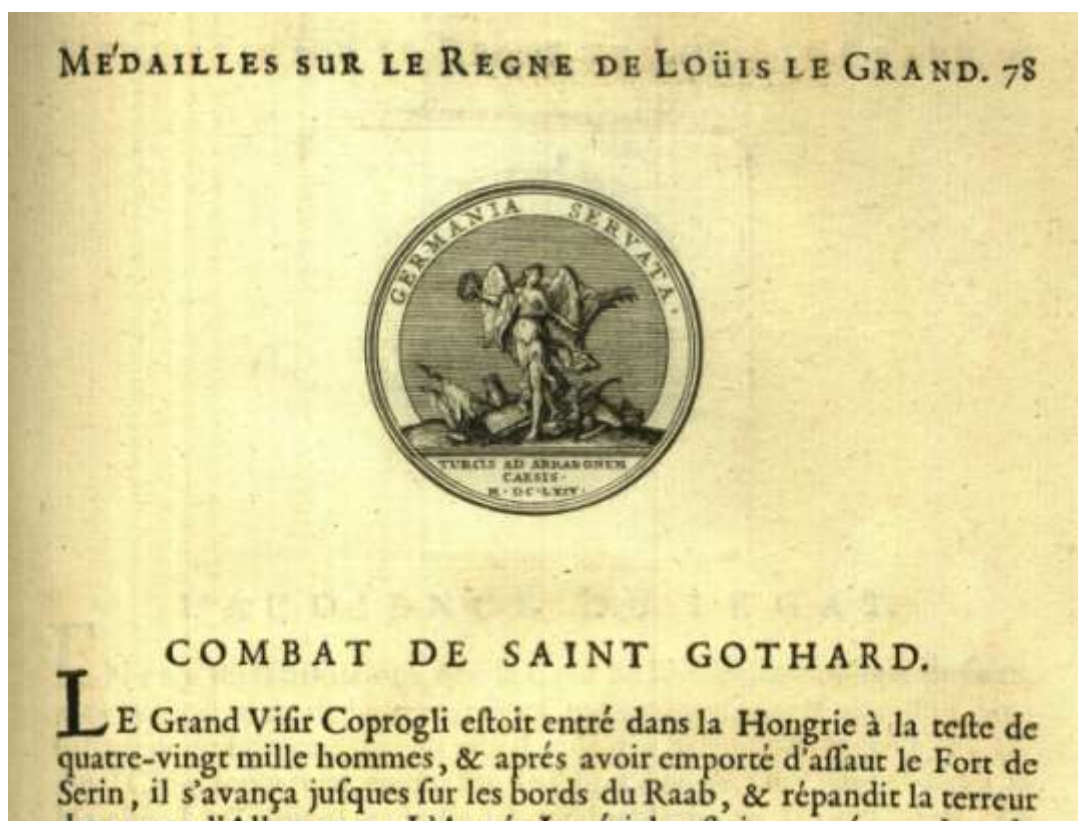 MÉDAILLES SUR LE REGNE DE LOÜIS LE GRAND. 78
GERMANIA SERVATA.
TURCIS AD ARRABONEM
CAESIS.
M.DC.LXIV.
COMBAT DE SAINT GOTHARD.
LE Grand Viſir Coprogli eſtoit entré dans la Hongrie à la teſte de
quatre-vingt mille hommes, & aprés avoir emporté d'aſſaut le Fort de
Serin, il s'avança juſques ſur les bords du Raab, & répandit la terreur